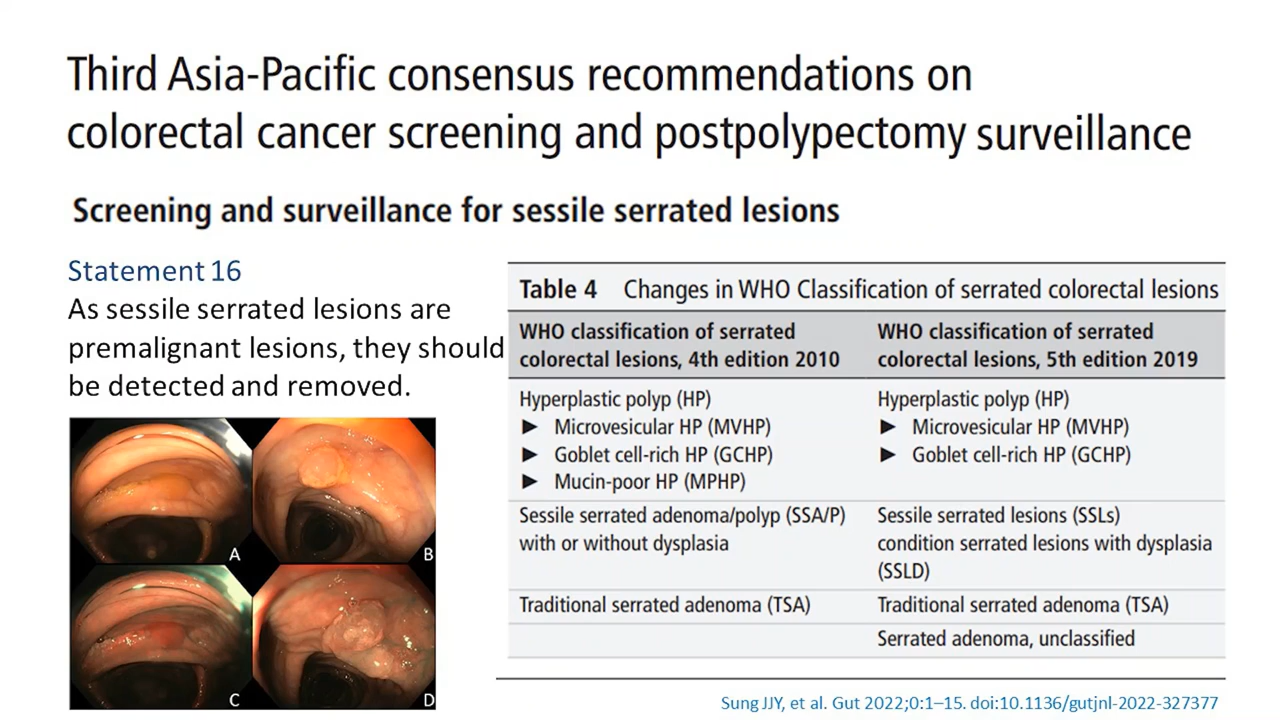 Third Asia-Pacific consensus recommendations on
colorectal cancer screening and postpolypectomy surveillance
Screening and surveillance for sessile serrated lesions
Statement 16
As sessile serrated lesions are
premalignant lesions, they should
be detected and removed.
A
B
C
D
Table 4 Changes in WHO Classification of serrated colorectal lesions
WHO classification of serrated
colorectal lesions, 4th edition 2010
WHO classification of serrated
colorectal lesions, 5th edition 2019
Hyperplastic polyp (HP)
► Microvesicular HP (MVHP)
► Goblet cell-rich HP (GCHP)
► Mucin-poor HP (MPHP)
Hyperplastic polyp (HP)
► Microvesicular HP (MVHP)
► Goblet cell-rich HP (GCHP)
Sessile serrated adenoma/polyp (SSA/P)
with or without dysplasia
Sessile serrated lesions (SSLs)
condition serrated lesions with dysplasia
(SSLD)
Traditional serrated adenoma (TSA)
Traditional serrated adenoma (TSA)
Serrated adenoma, unclassified
Sung JJY, et al. Gut 2022;0:1–15. doi:10.1136/gutjnl-2022-327377